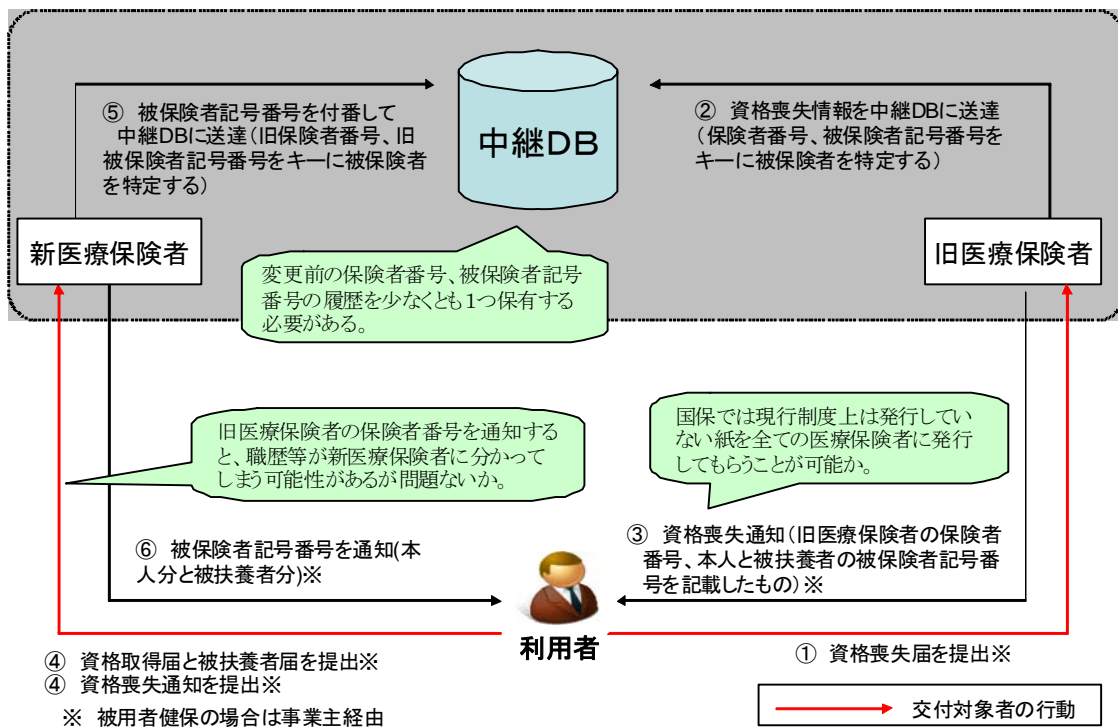 ⑤ 被保険者記号番号を付番して
中継DBに送達(旧保険者番号、旧
被保険者記号番号をキーに被保険者
を特定する)
中継DB
② 資格喪失情報を中継DBに送達
(保険者番号、被保険者記号番号を
キーに被保険者を特定する)
新医療保険者
旧医療保険者
変更前の保険者番号、被保険者記号
番号の履歴を少なくとも1つ保有する
必要がある。
旧医療保険者の保険者番号を通知する
と、職歴等が新医療保険者に分かって
しまう可能性があるが問題ないか。
国保では現行制度上は発行してい
ない紙を全ての医療保険者に発行
してもらうことが可能か。
⑥ 被保険者記号番号を通知(本
人分と被扶養者分)※
③ 資格喪失通知(旧医療保険者の保険者
番号、本人と被扶養者の被保険者記号番
号を記載したもの)※
利用者
④ 資格取得届と被扶養者届を提出※
④ 資格喪失通知を提出※
※ 被用者健保の場合は事業主経由
① 資格喪失届を提出※
交付対象者の行動